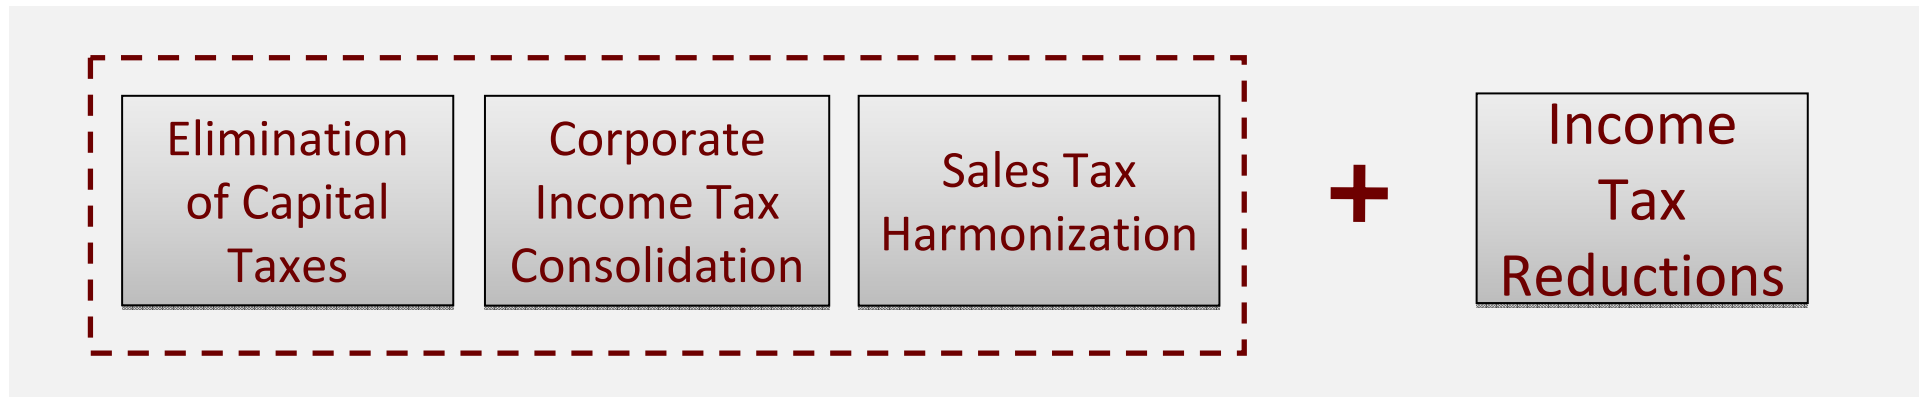 Elimination
of Capital
Taxes
Corporate
Income Tax
Consolidation
Sales Tax
Harmonization
+
Income
Tax
Reductions